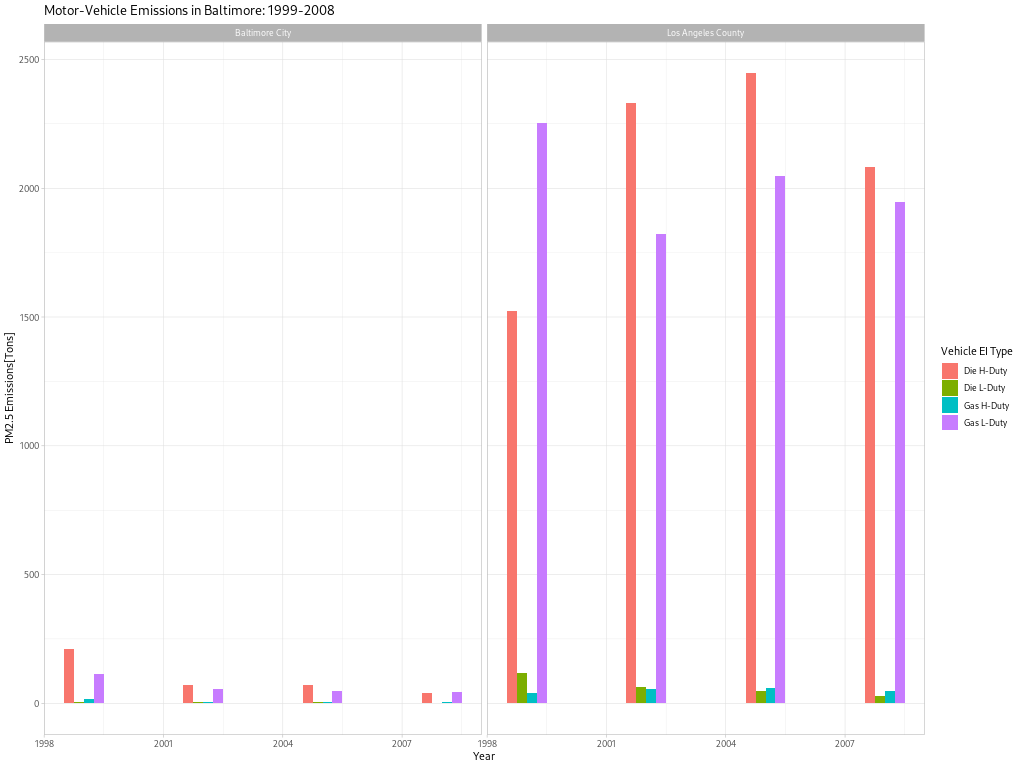 Motor-Vehicle Emissions in Baltimore: 1999-2008
Baltimore City
Los Angeles County
2500
2000
1500
1000
500
0
PM2.5 Emissions[Tons]
1998
2001
2004
2007
1998
2001
2004
2007
Year
Vehicle EI Type
Die H-Duty
Die L-Duty
Gas H-Duty
Gas L-Duty